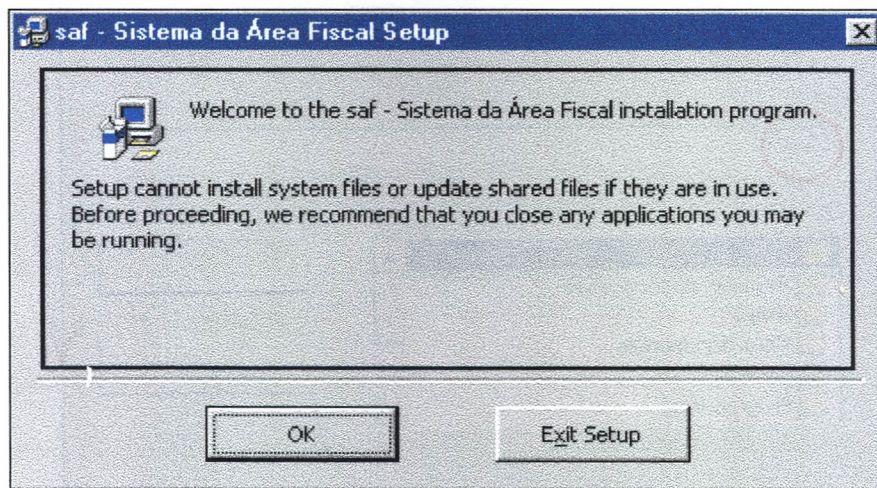 saf - Sistema da Área Fiscal Setup
Welcome to the saf - Sistema da Área Fiscal installation program.
Setup cannot install system files or update shared files if they are in use.
Before proceeding, we recommend that you close any applications you may
be running.
OK
Exit Setup